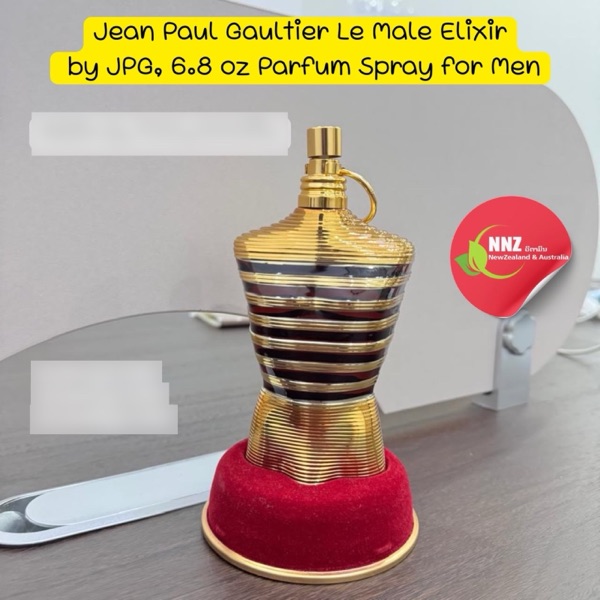 Jean Paul Gaultier Le Male Elixir
by JPG, 6.8 oz Parfum Spray for Men
NNZ
NewZealand & Australia